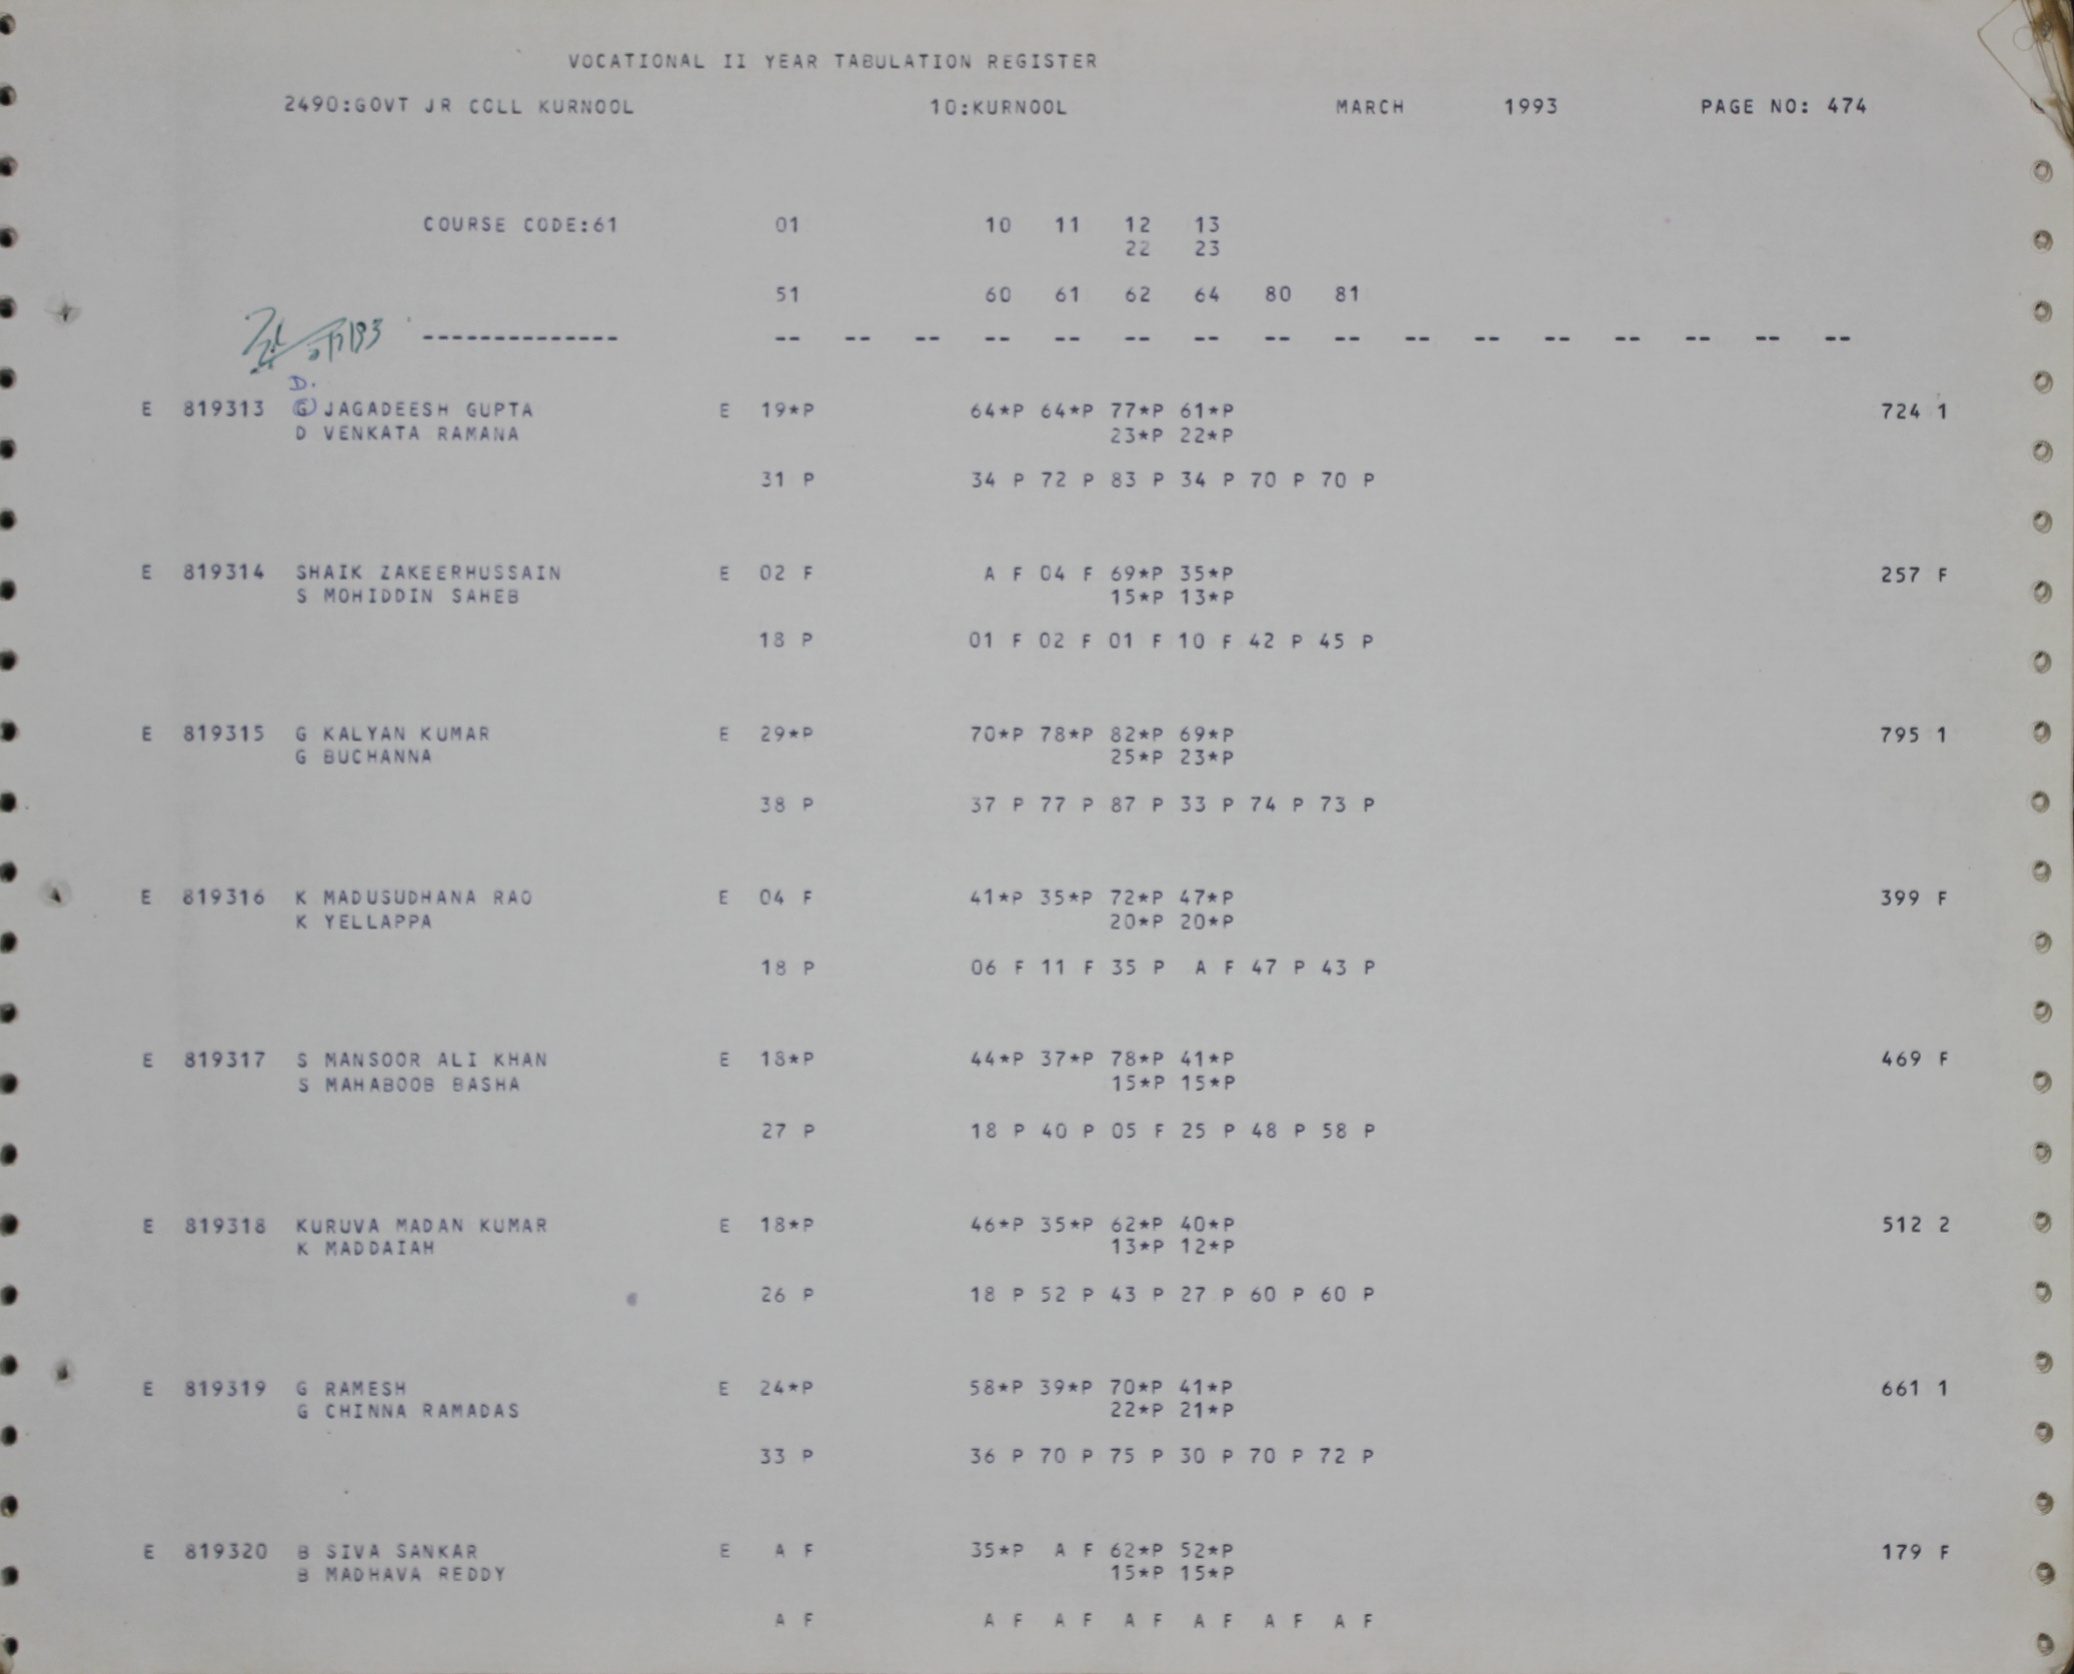 VOCATIONAL II YEAR TABULATION REGISTER
2490:GOVT JR COLL KURNOOL 10:KURNOOL MARCH 1993 PAGE NO: 474
COURSE CODE:61 01 10 11 12 13
22 23
51 60 61 62 64 80 81
-------------- -- -- -- -- -- -- -- -- -- -- -- -- -- -- -- --
D.
E 819313 G JAGADEESH GUPTA E 19*P 64*P 64*P 77*P 61*P 724 1
D VENKATA RAMANA 23*P 22*P
31 P 34 P 72 P 83 P 34 P 70 P 70 P
E 819314 SHAIK ZAKEERHUSSAIN E 02 F A F 04 F 69*P 35*P 257 F
S MOHIDDIN SAHEB 15*P 13*P
18 P 01 F 02 F 01 F 10 F 42 P 45 P
E 819315 G KALYAN KUMAR E 29*P 70*P 78*P 82*P 69*P 795 1
G BUCHANNA 25*P 23*P
38 P 37 P 77 P 87 P 33 P 74 P 73 P
E 819316 K MADUSUDHANA RAO E 04 F 41*P 35*P 72*P 47*P 399 F
K YELLAPPA 20*P 20*P
18 P 06 F 11 F 35 P A F 47 P 43 P
E 819317 S MANSOOR ALI KHAN E 18*P 44*P 37*P 78*P 41*P 469 F
S MAHABOOB BASHA 15*P 15*P
27 P 18 P 40 P 05 F 25 P 48 P 58 P
E 819318 KURUVA MADAN KUMAR E 18*P 46*P 35*P 62*P 40*P 512 2
K MADDAIAH 13*P 12*P
26 P 18 P 52 P 43 P 27 P 60 P 60 P
E 819319 G RAMESH E 24*P 58*P 39*P 70*P 41*P 661 1
G CHINNA RAMADAS 22*P 21*P
33 P 36 P 70 P 75 P 30 P 70 P 72 P
E 819320 B SIVA SANKAR E A F 35*P A F 62*P 52*P 179 F
B MADHAVA REDDY 15*P 15*P
A F A F A F A F A F A F A F